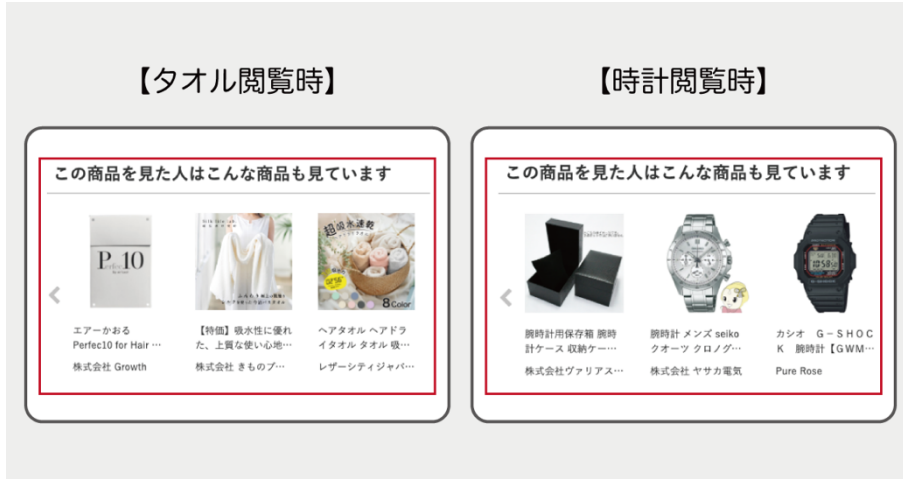 【タオル閲覧時】
【時計閲覧時】
この商品を見た人はこんな商品も見ています
P 10
超吸水速乾
8Color
エアーかおる
Perfec10 for Hair …
株式会社 Growth
【特価】吸水性に優れ
た、上質な使い心地…
株式会社 きものブ…
ヘアタオル ヘアドラ
イタオル タオル 吸…
レザーシティジャパ…
この商品を見た人はこんな商品も見ています
10:58
腕時計用保存箱 腕時
計ケース 収納ケー…
株式会社ヴァリアス…
腕時計 メンズ seiko
クオーツ クロノグ…
株式会社 ヤサカ電気
カシオ G－SHOC
K 腕時計【GWM…
Pure Rose